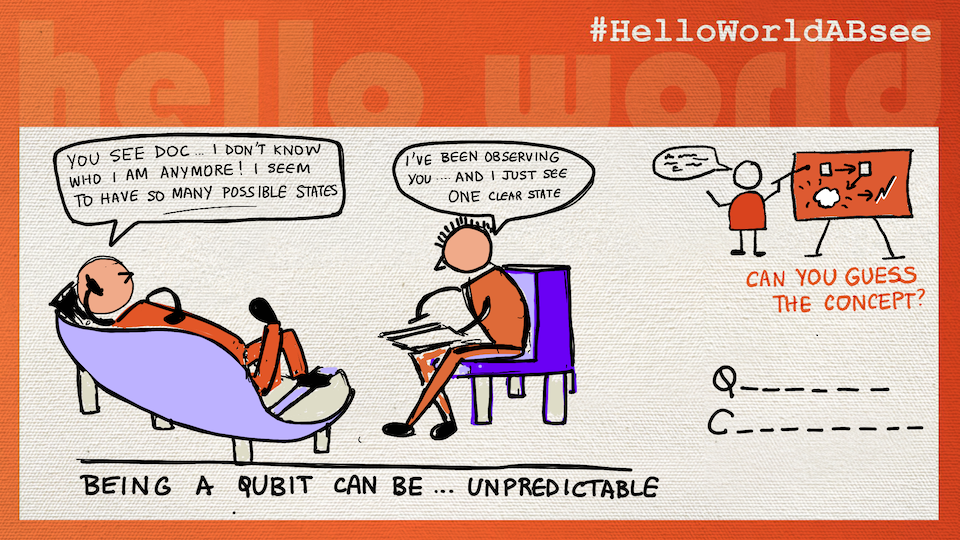 hello world
#HelloWorldABsee
YOU SEE DOC... I DON'T KNOW
WHO I AM ANYMORE! I SEEM
TO HAVE SO MANY POSSIBLE STATES
I'VE BEEN OBSERVING
YOU.... AND I JUST SEE
ONE CLEAR STATE
CAN YOU GUESS
THE CONCEPT?
Q______
C________
BEING A QUBIT CAN BE... UNPREDICTABLE